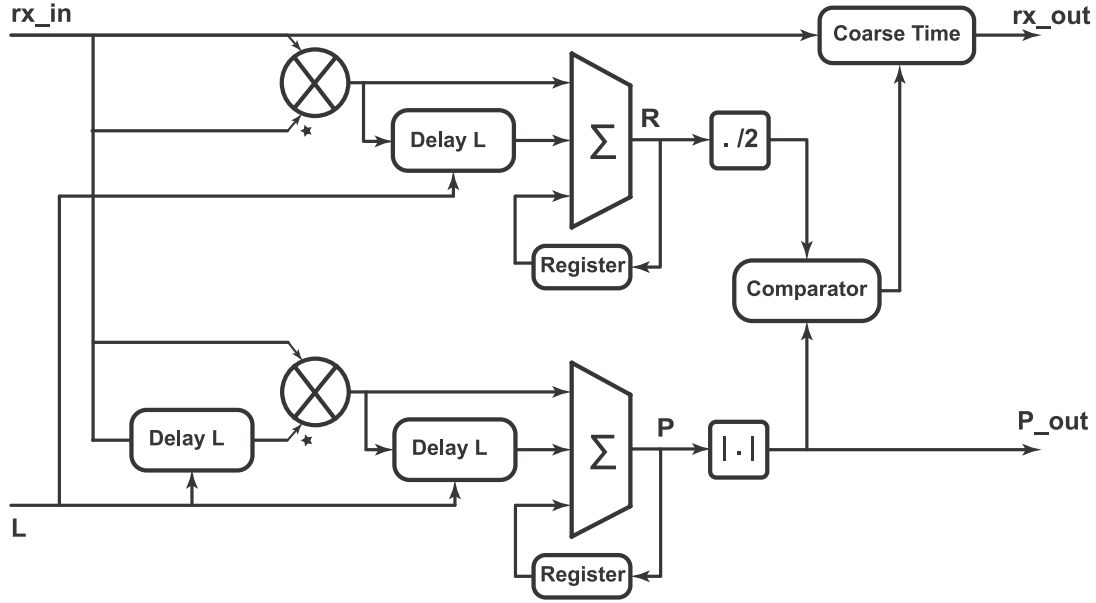 rx_in
rx_out
Coarse Time
Delay L
Σ
R
. /2
Register
Comparator
Delay L
Delay L
Σ
P
| . |
P_out
L
Register